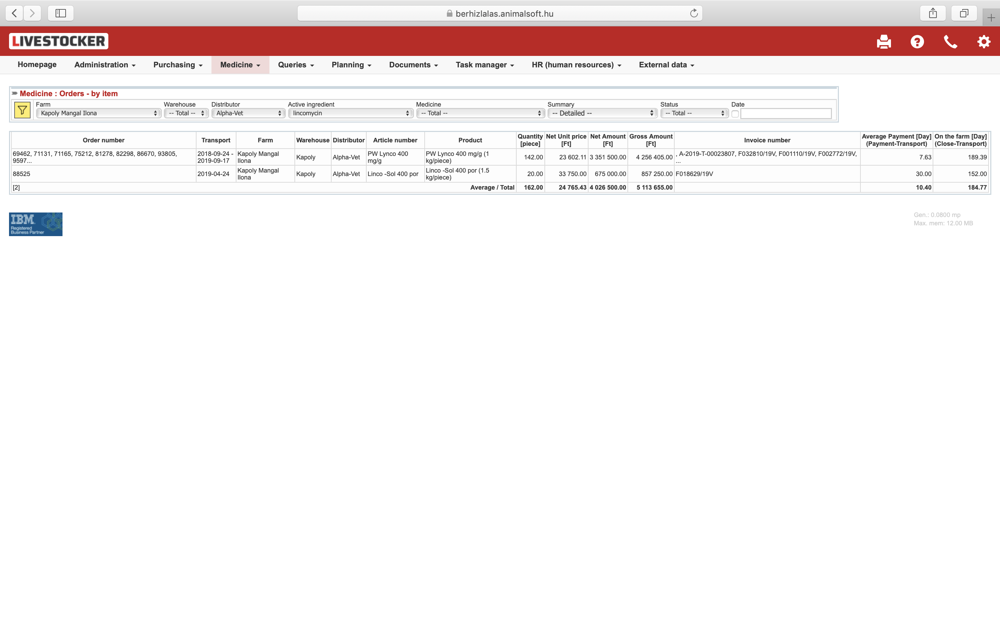 berhizlalas.animalsoft.hu
LIVESTOCKER
Homepage Administration Purchasing Medicine Queries Planning Documents Task manager HR (human resources) External data
Medicine : Orders - by item
Farm Warehouse Distributor Active ingredient Medicine Summary Status Date
Kapoly Mangal Ilona -- Total -- Alpha-Vet lincomycin -- Total -- -- Detailed -- -- Total --
Order number Transport Farm Warehouse Distributor Article number Product Quantity [piece] Net Unit price [Ft] Net Amount [Ft] Gross Amount [Ft] Invoice number Average Payment [Day] (Payment-Transport) On the farm [Day] (Close-Transport)
69462, 71131, 71165, 75212, 81278, 82298, 86670, 93805, 9597... 2018-09-24 - 2019-09-17 Kapoly Mangal Ilona Kapoly Alpha-Vet PW Lynco 400 mg/g PW Lynco 400 mg/g (1 kg/piece) 142.00 23 602.11 3 351 500.00 4 256 405.00 , A-2019-T-00023807, F032810/19V, F001110/19V, F002772/19V, ... 7.63 189.39
88525 2019-04-24 Kapoly Mangal Ilona Kapoly Alpha-Vet Linco -Sol 400 por Linco -Sol 400 por (1.5 kg/piece) 20.00 33 750.00 675 000.00 857 250.00 F018629/19V 30.00 152.00
[2] Average / Total 162.00 24 765.43 4 026 500.00 5 113 655.00 10.40 184.77
IBM
Registered
Business Partner
Gen.: 0.0800 mp
Max. mem: 12.00 MB